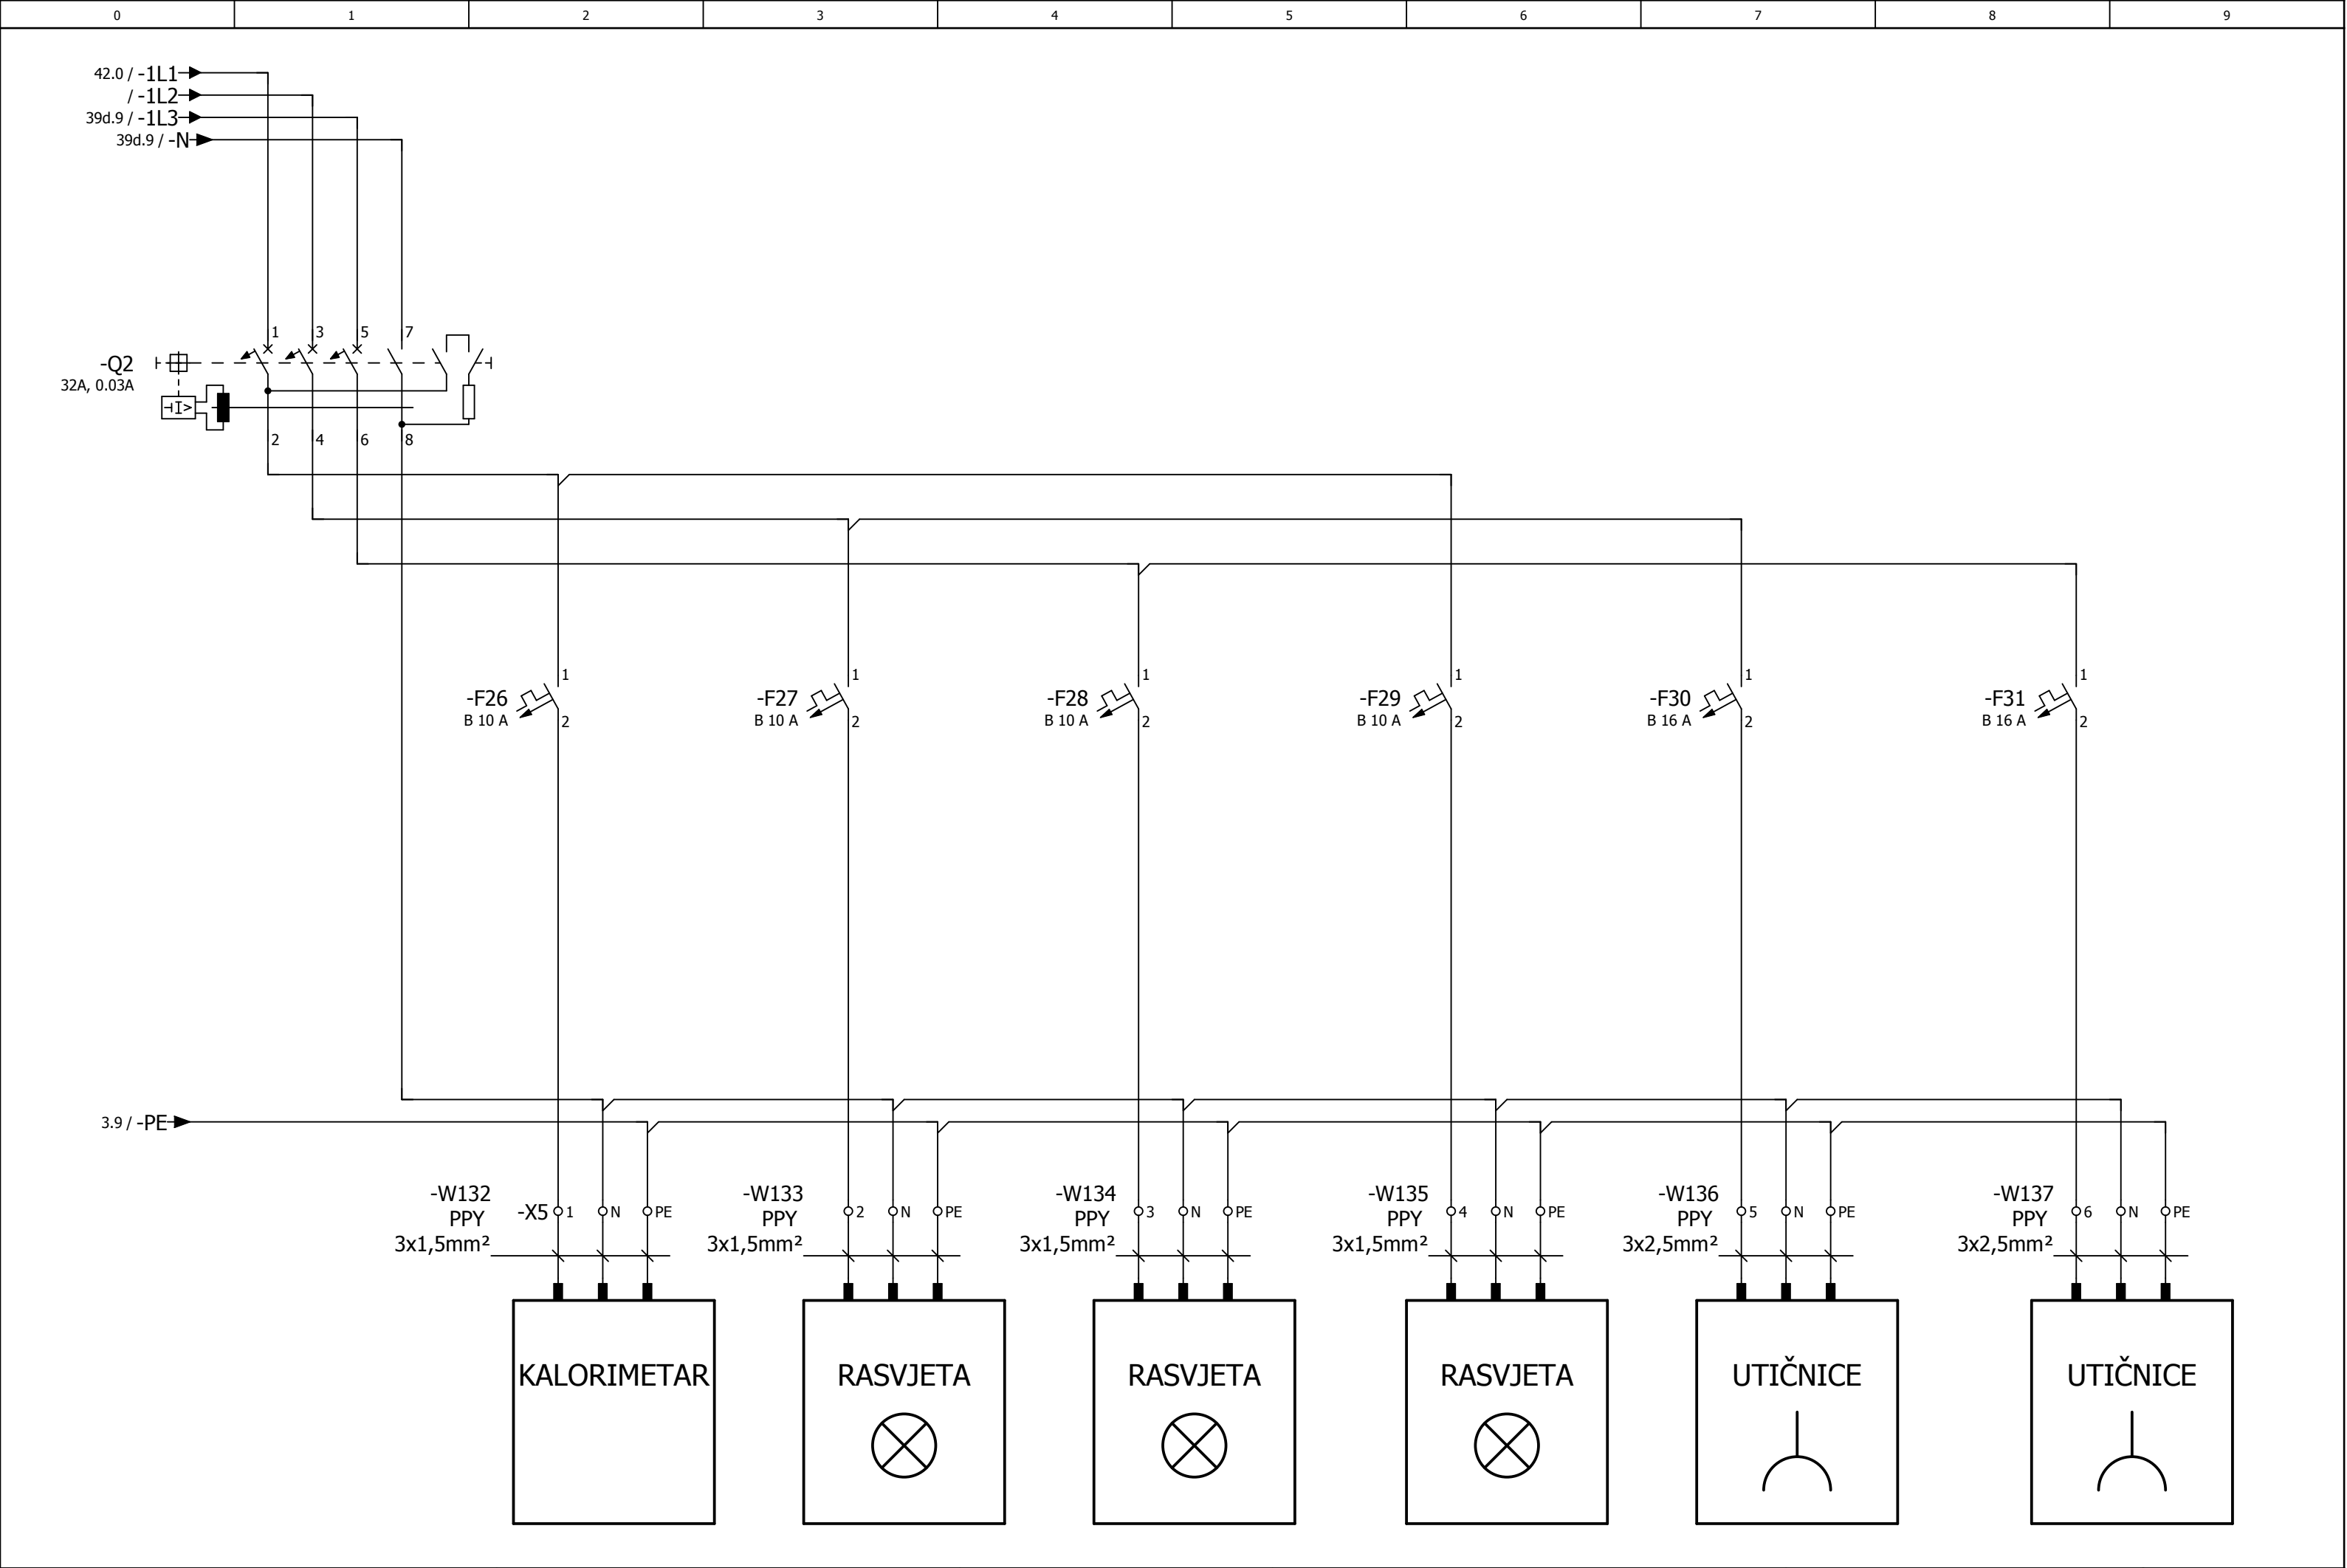 0 1 2 3 4 5 6 7 8 9
42.0 / -1L1
/ -1L2
39d.9 / -1L3
39d.9 / -N
1 3 5 7
-Q2
32A, 0.03A
I>
2 4 6 8
1 1 1 1 1 1
-F26 -F27 -F28 -F29 -F30 -F31
B 10 A B 10 A B 10 A B 10 A B 16 A B 16 A
2 2 2 2 2 2
3.9 / -PE
-W132 -W133 -W134 -W135 -W136 -W137
PPY -X5 1 N PE PPY 2 N PE PPY 3 N PE PPY 4 N PE PPY 5 N PE PPY 6 N PE
3x1,5mm² 3x1,5mm² 3x1,5mm² 3x1,5mm² 3x2,5mm² 3x2,5mm²
KALORIMETAR RASVJETA RASVJETA RASVJETA UTIČNICE UTIČNICE